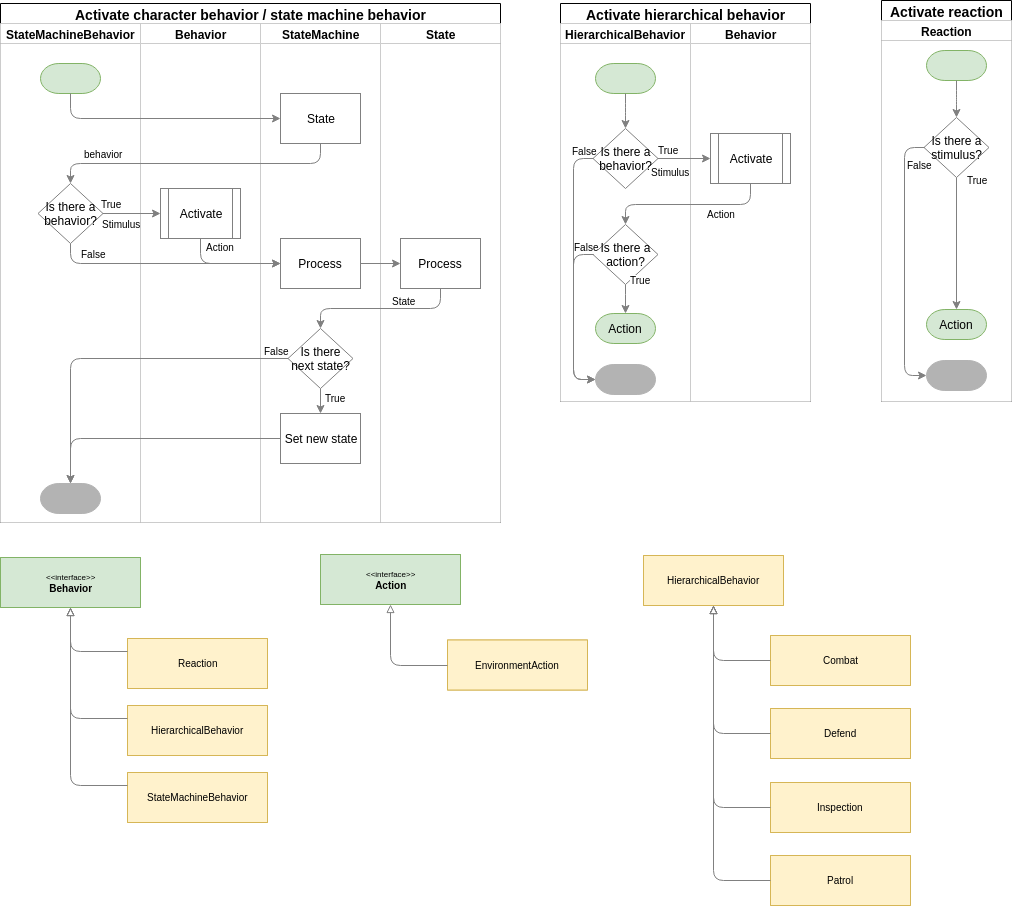 Activate character behavior / state machine behavior
StateMachineBehavior
Behavior
StateMachine
State
State
behavior
Is there a
behavior?
True
Stimulus
False
Activate
Action
Process
Process
State
Is there
next state?
False
True
Set new state
Activate hierarchical behavior
HierarchicalBehavior
Behavior
Is there a
behavior?
False
True
Stimulus
Activate
Action
Is there a
action?
False
True
Action
Activate reaction
Reaction
Is there a
stimulus?
False
True
Action
<<interface>>
Behavior
Reaction
HierarchicalBehavior
StateMachineBehavior
<<interface>>
Action
EnvironmentAction
HierarchicalBehavior
Combat
Defend
Inspection
Patrol